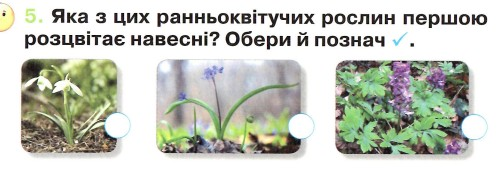 5. Яка з цих ранньоквітучих рослин першою
розцвітає навесні? Обери й познач ✓.